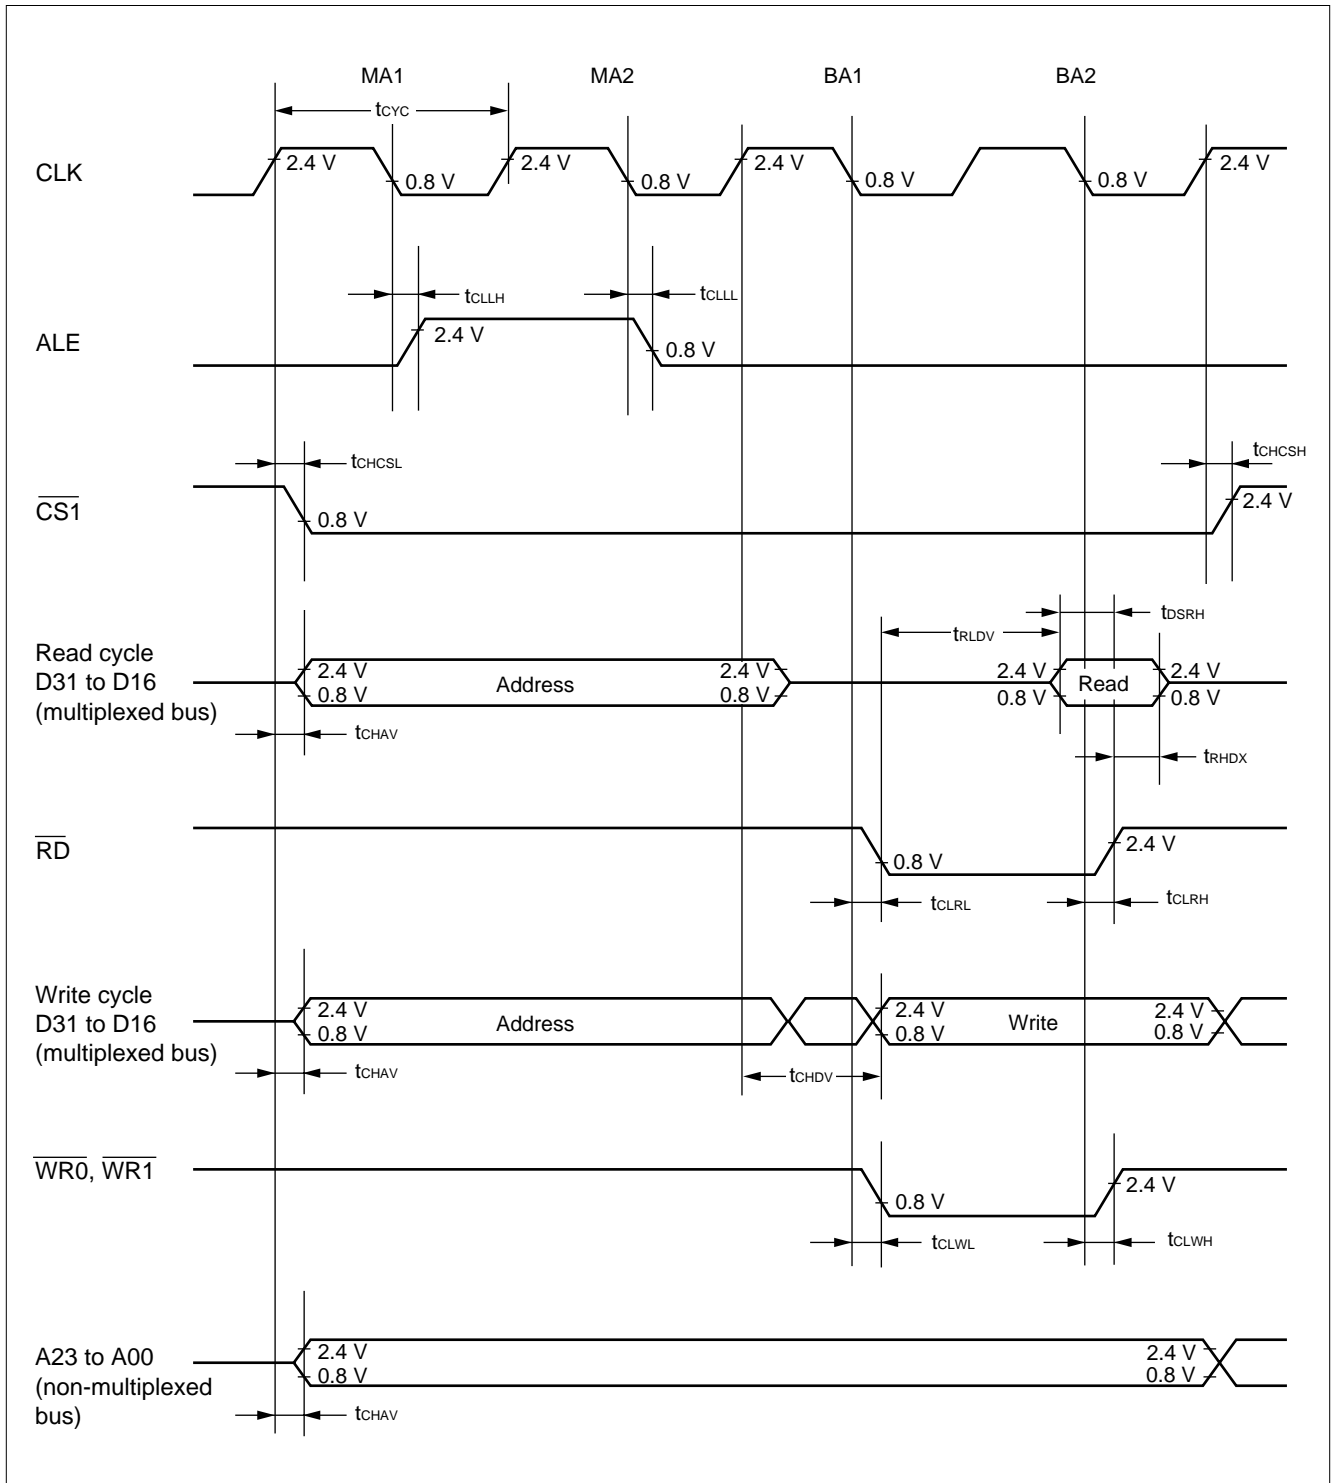 MA1 MA2 BA1 BA2
tCYC
CLK 2.4 V 0.8 V 2.4 V 0.8 V 2.4 V 0.8 V 0.8 V 2.4 V
tCLLH tCLLL
ALE 2.4 V 0.8 V
tCHCSL tCHCSH
CS1 0.8 V 2.4 V
tDSRH
tRLDV
Read cycle
D31 to D16
(multiplexed bus)
2.4 V 2.4 V 2.4 V 2.4 V
Address Read
0.8 V 0.8 V 0.8 V 0.8 V
tCHAV
tRHDX
RD 0.8 V 2.4 V
tCLRL tCLRH
Write cycle
D31 to D16
(multiplexed bus)
2.4 V 2.4 V 2.4 V
Address Write
0.8 V 0.8 V 0.8 V
tCHAV tCHDV
WR0, WR1 0.8 V 2.4 V
tCLWL tCLWH
A23 to A00
(non-multiplexed
bus)
2.4 V 2.4 V
0.8 V 0.8 V
tCHAV